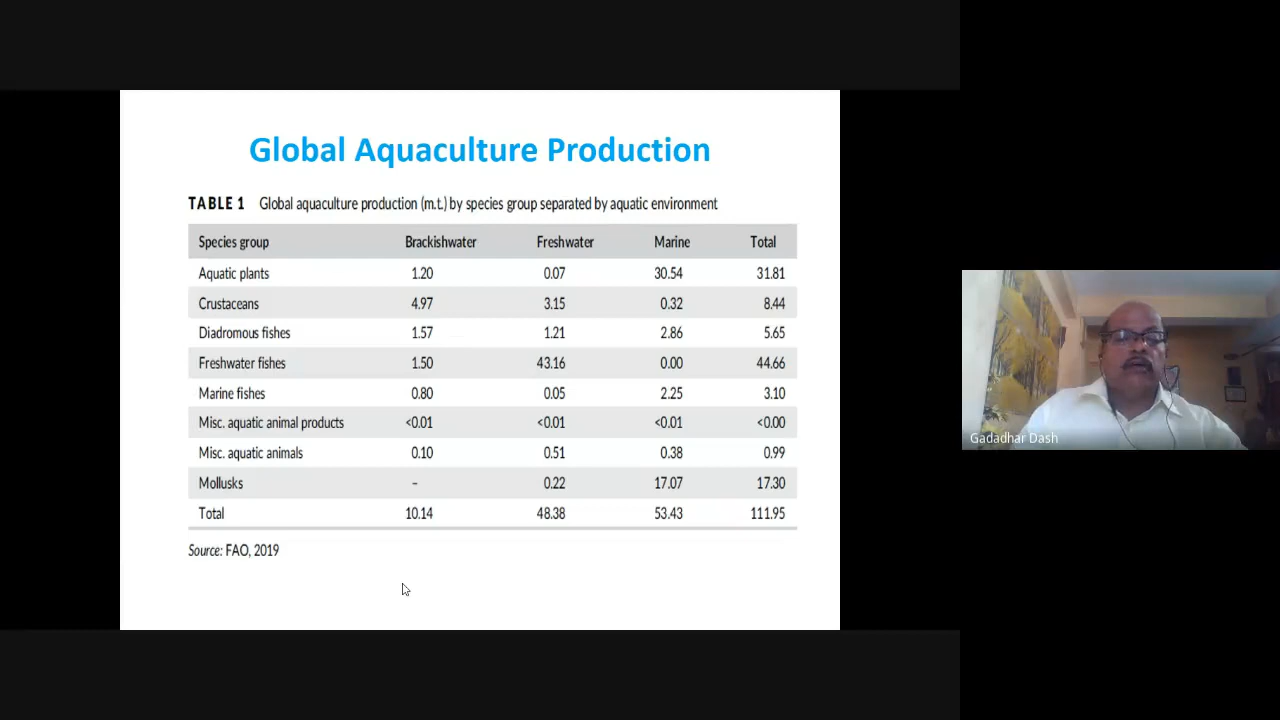 Global Aquaculture Production
TABLE 1 Global aquaculture production (m.t.) by species group separated by aquatic environment
Species group Brackishwater Freshwater Marine Total
Aquatic plants 1.20 0.07 30.54 31.81
Crustaceans 4.97 3.15 0.32 8.44
Diadromous fishes 1.57 1.21 2.86 5.65
Freshwater fishes 1.50 43.16 0.00 44.66
Marine fishes 0.80 0.05 2.25 3.10
Misc. aquatic animal products <0.01 <0.01 <0.01 <0.00
Misc. aquatic animals 0.10 0.51 0.38 0.99
Mollusks – 0.22 17.07 17.30
Total 10.14 48.38 53.43 111.95
Source: FAO, 2019
Gadadhar Dash